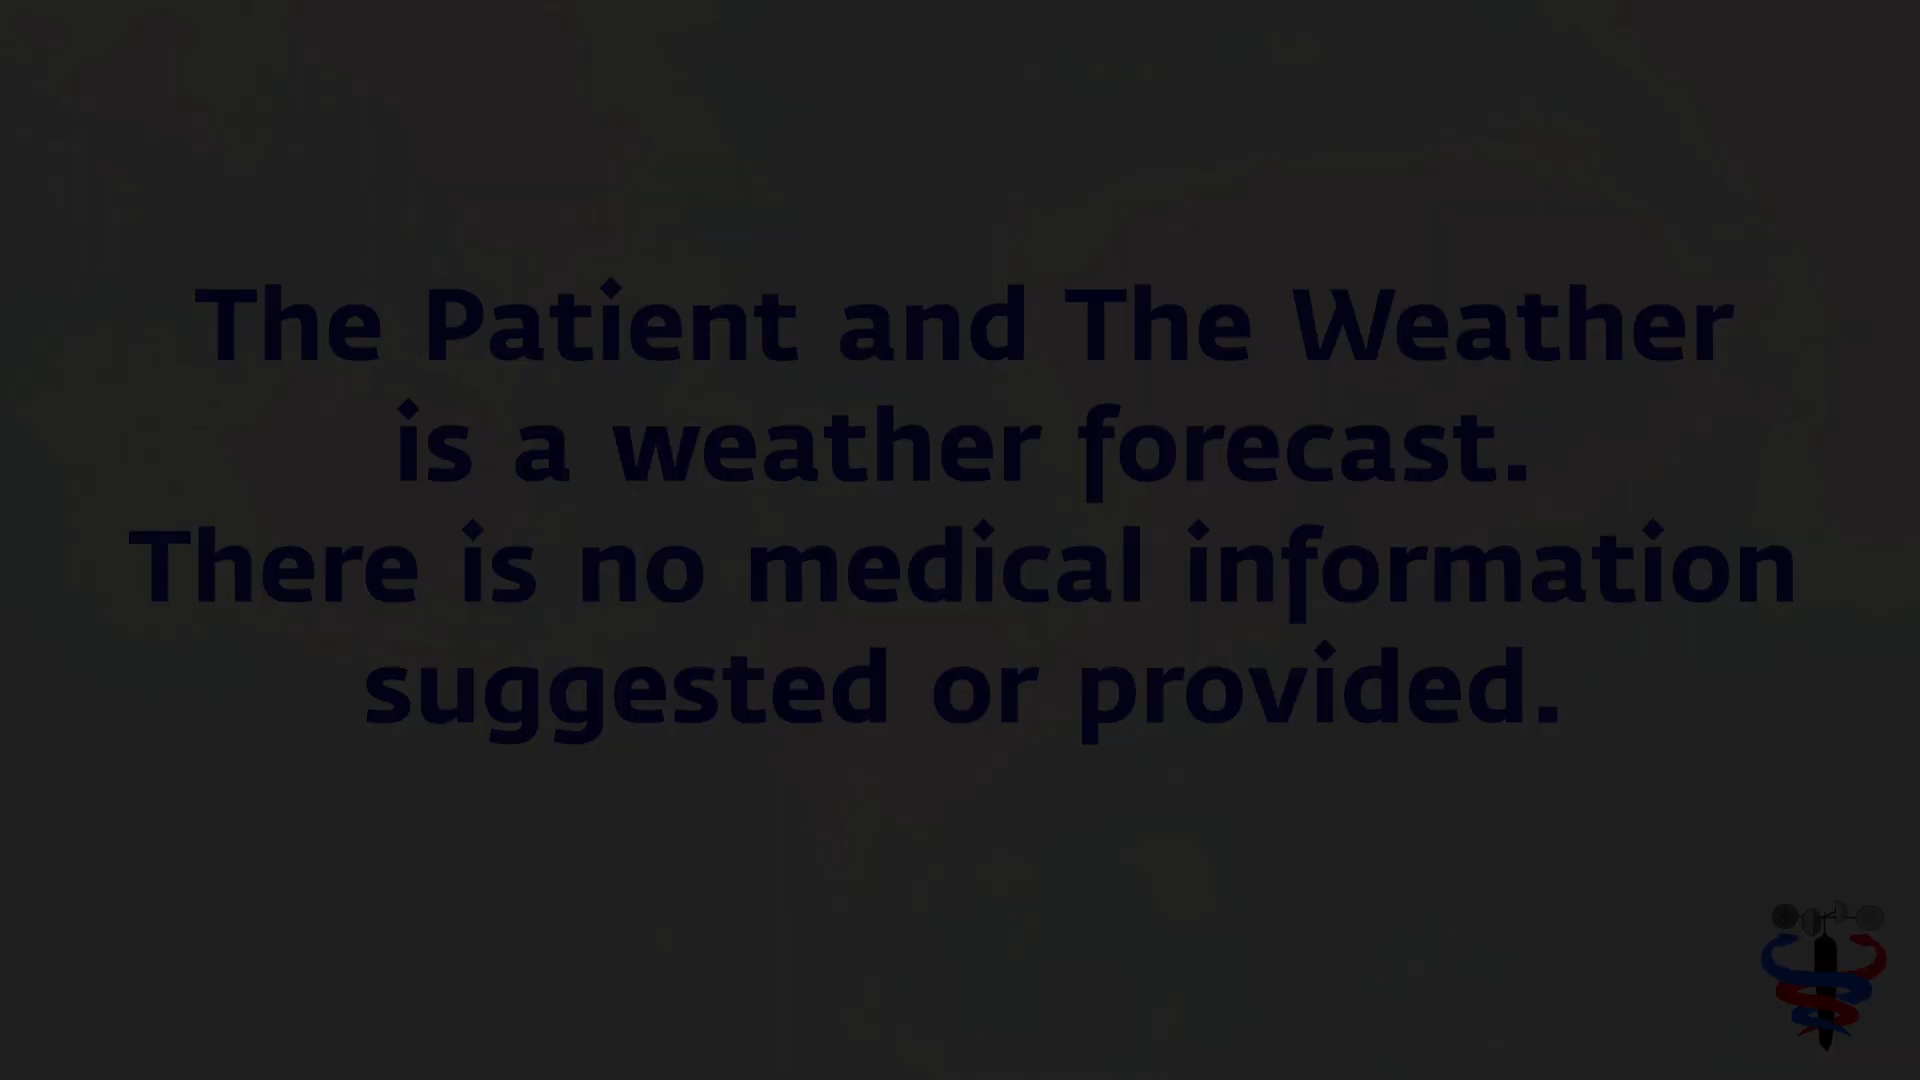 The Patient and The Weather
is a weather forecast.
There is no medical information
suggested or provided.